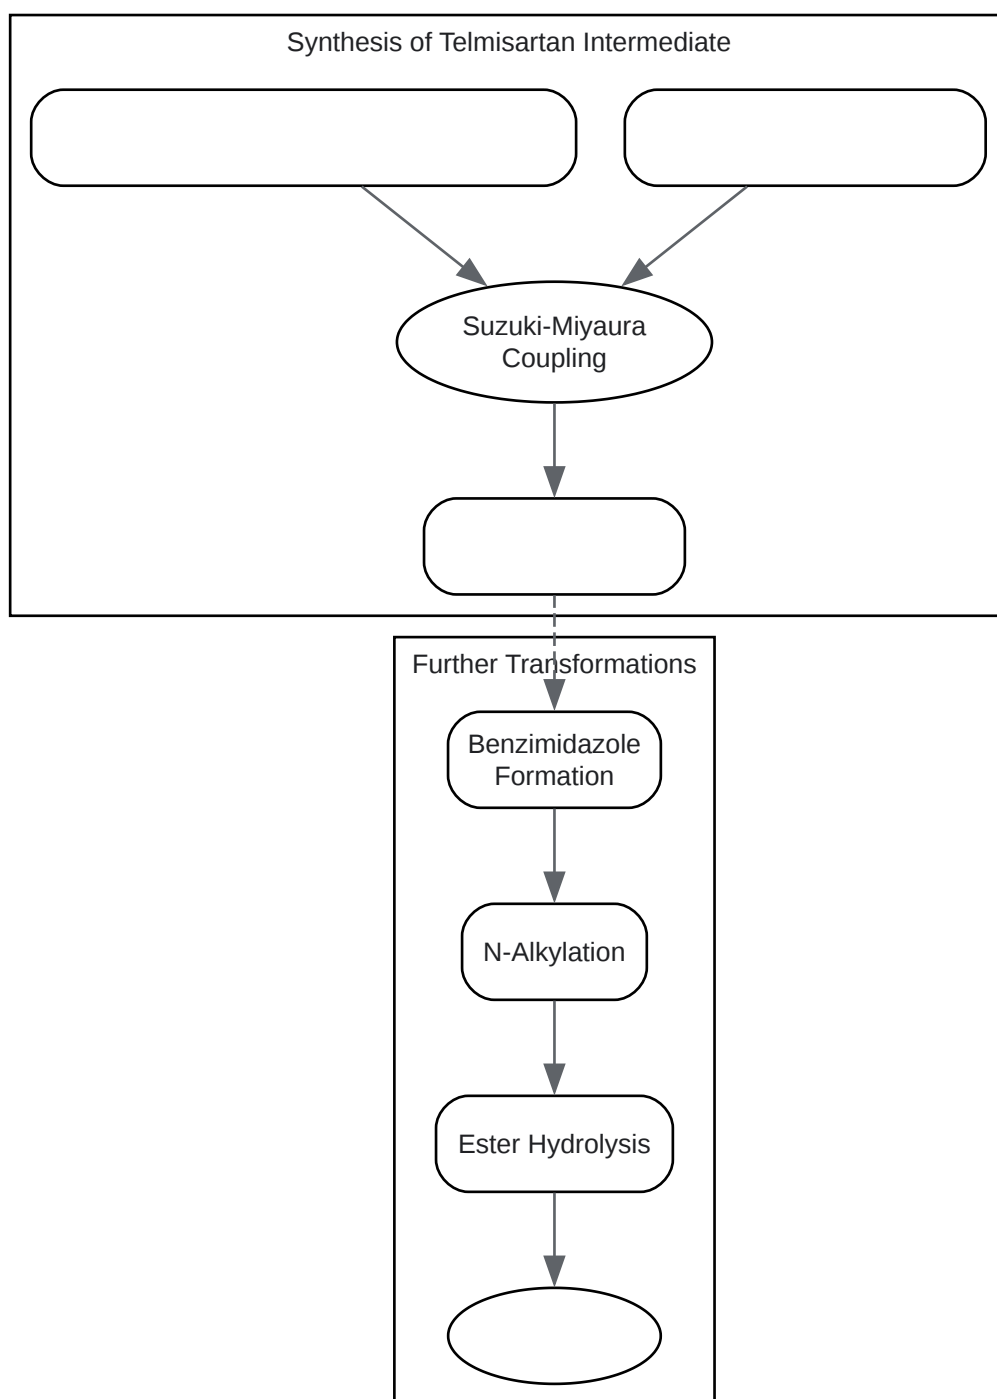 Synthesis of Telmisartan Intermediate
Suzuki-Miyaura
Coupling
Further Transformations
Benzimidazole
Formation
N-Alkylation
Ester Hydrolysis